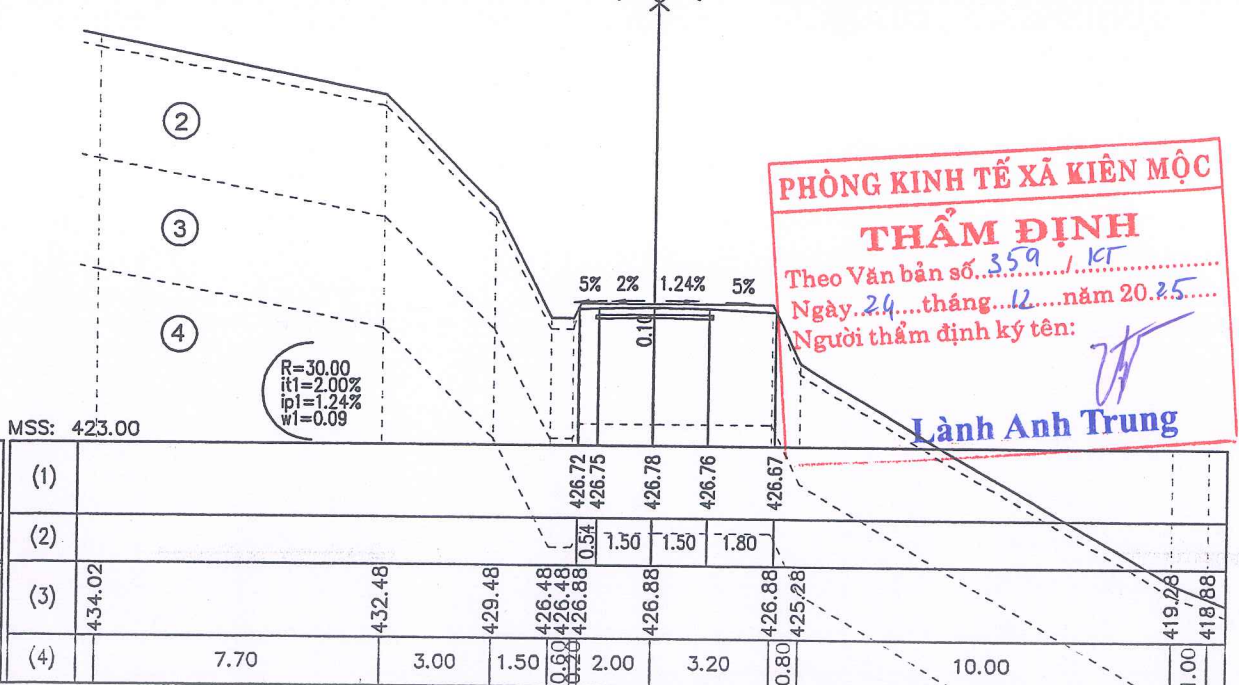 PHÒNG KINH TẾ XÃ KIÊN MỘC
THẨM ĐỊNH
Theo Văn bản số...359.../...KT...
Ngày...24....tháng...12....năm 20.25....
Người thẩm định ký tên:
Lành Anh Trung
2
3
4
5% 2% 1.24% 5%
0.10
R=30.00
it1=2.00%
ip1=1.24%
w1=0.09
MSS: 423.00
(1) 426.72 426.75 426.78 426.76 426.67
(2) 0.54 1.50 1.50 1.80
(3) 434.02 432.48 429.48 426.48 426.48 426.88 426.88 426.88 425.28 419.28 418.88
(4) 7.70 3.00 1.50 0.60 0.20 2.00 3.20 0.80 10.00 1.00